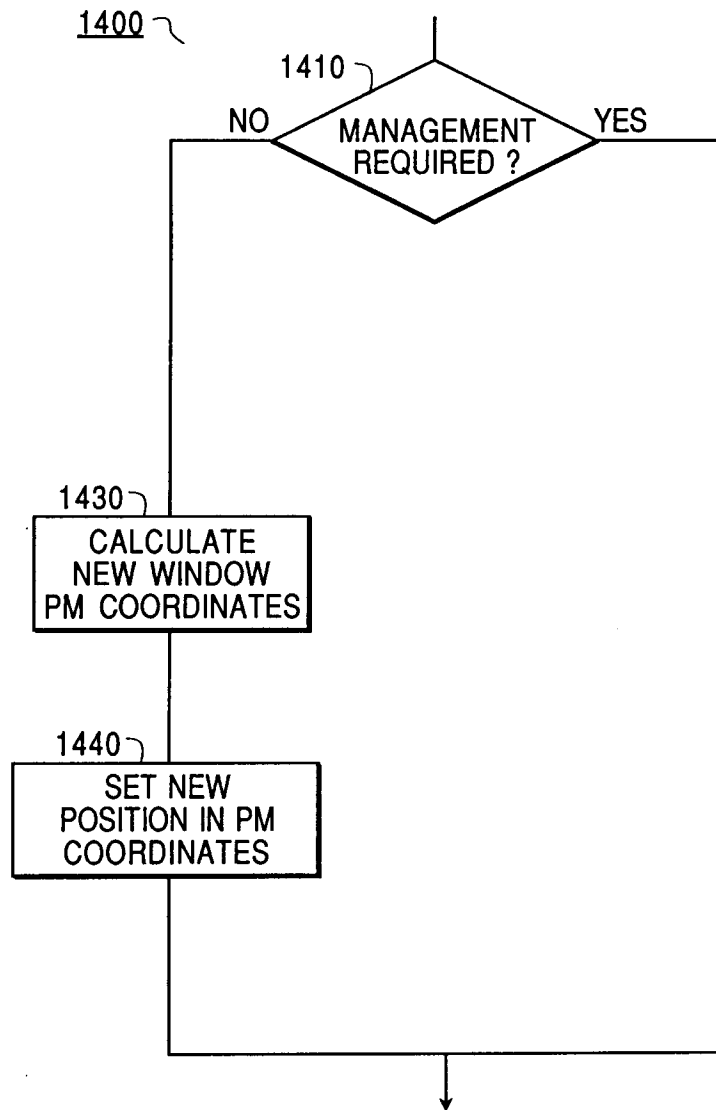 1400
1410
NO
YES
MANAGEMENT
REQUIRED ?
1430
CALCULATE
NEW WINDOW
PM COORDINATES
1440
SET NEW
POSITION IN PM
COORDINATES